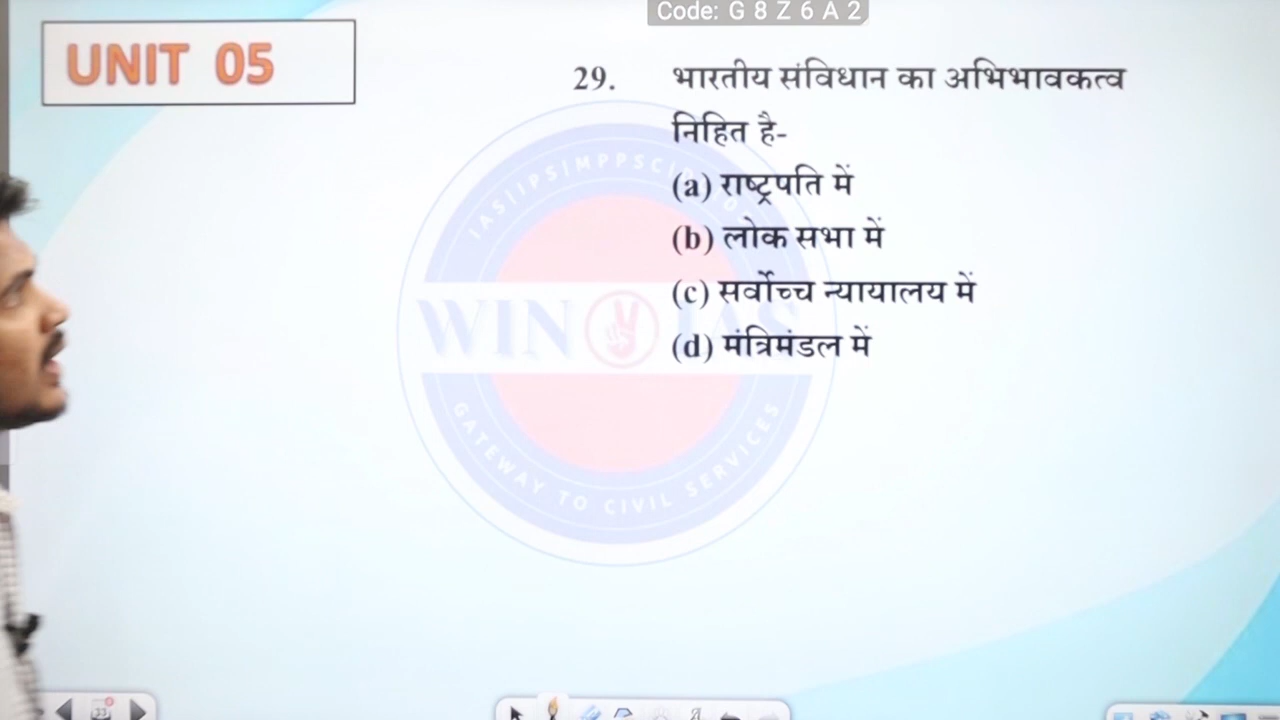 Code: G 8 Z 6 A 2
UNIT 05
29. भारतीय संविधान का अभिभावकत्व
निहित है-
(a) राष्ट्रपति में
(b) लोक सभा में
(c) सर्वोच्च न्यायालय में
(d) मंत्रिमंडल में
WIN IAS
GATEWAY TO CIVIL SERVICES
33